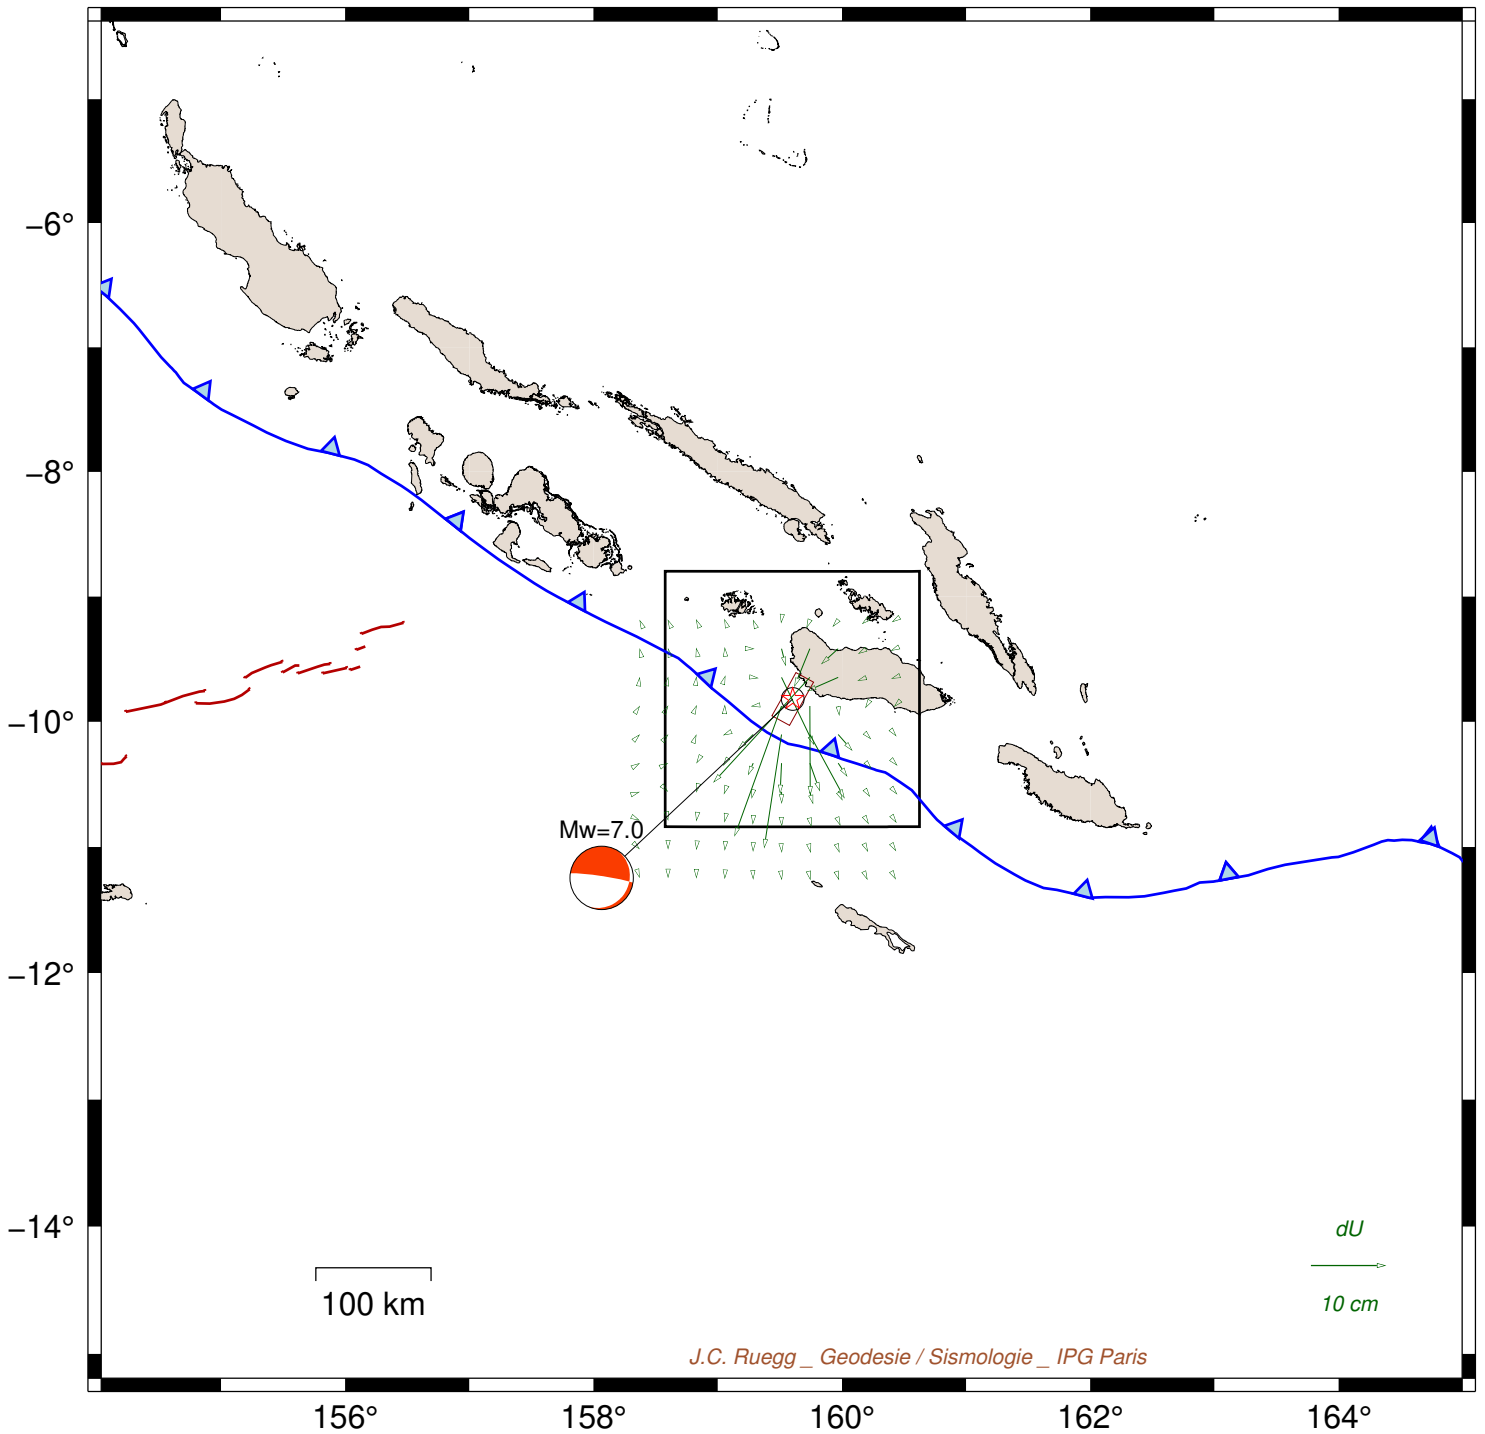 −6°
−8°
−10°
Mw=7.0
−12°
−14°
dU
10 cm
100 km
J.C. Ruegg _ Geodesie / Sismologie _ IPG Paris
156°
158°
160°
162°
164°